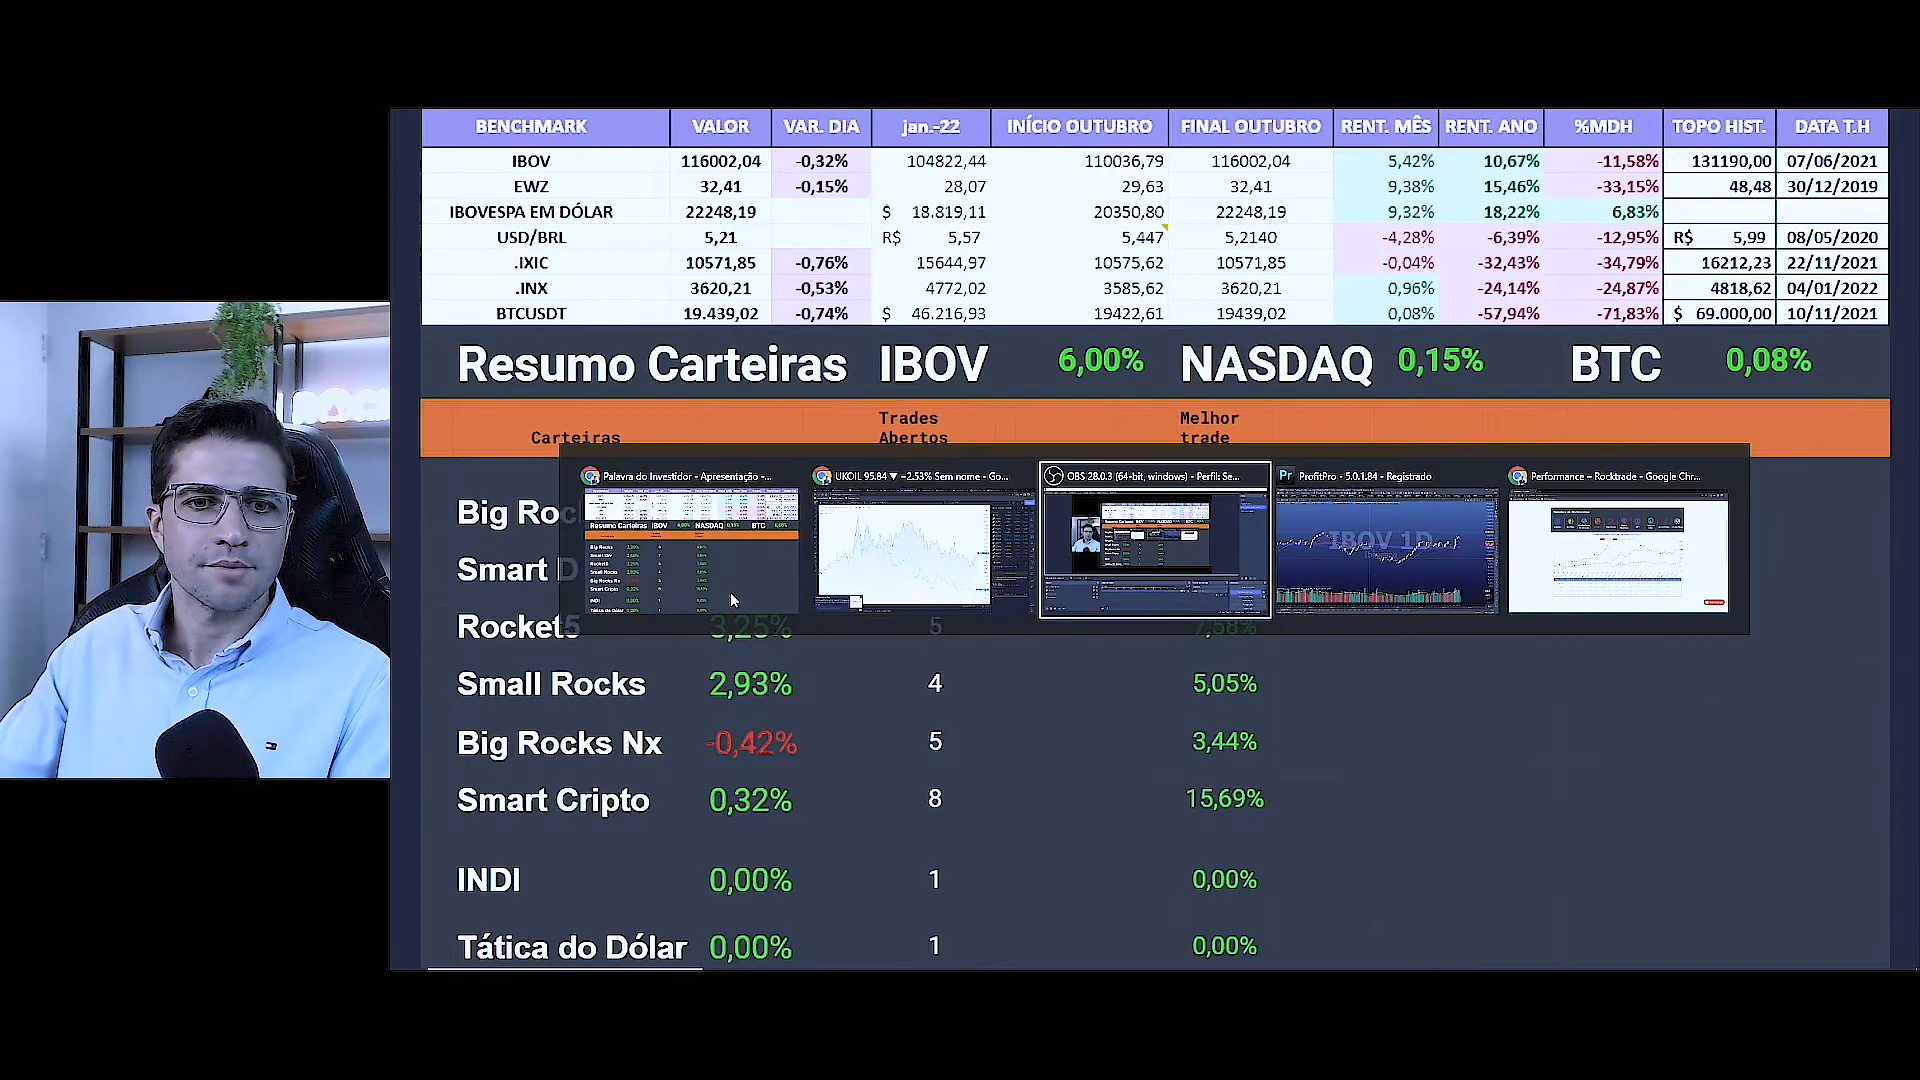 BENCHMARK VALOR VAR. DIA jan.-22 INÍCIO OUTUBRO FINAL OUTUBRO RENT. MÊS RENT. ANO %MDH TOPO HIST. DATA T.H
IBOV 116002,04 -0,32% 104822,44 110036,79 116002,04 5,42% 10,67% -11,58% 131190,00 07/06/2021
EWZ 32,41 -0,15% 28,07 29,63 32,41 9,38% 15,46% -33,15% 48,48 30/12/2019
IBOVESPA EM DÓLAR 22248,19 $ 18.819,11 20350,80 22248,19 9,32% 18,22% 6,83%
USD/BRL 5,21 R$ 5,57 5,447 5,2140 -4,28% -6,39% -12,95% R$ 5,99 08/05/2020
.IXIC 10571,85 -0,76% 15644,97 10575,62 10571,85 -0,04% -32,43% -34,79% 16212,23 22/11/2021
.INX 3620,21 -0,53% 4772,02 3585,62 3620,21 0,96% -24,14% -24,87% 4818,62 04/01/2022
BTCUSDT 19.439,02 -0,74% $ 46.216,93 19422,61 19439,02 0,08% -57,94% -71,83% $ 69.000,00 10/11/2021
Resumo Carteiras IBOV 6,00% NASDAQ 0,15% BTC 0,08%
Carteiras Trades Abertos Melhor trade
Palavra do Investidor - Apresentação -...
UKOIL 95.84 ▼ −2.53% Sem nome - Go...
OBS 28.0.3 (64-bit, windows) - Perfil: Se...
ProfitPro - 5.0.1.84 - Registrado
Performance – Rocktrade - Google Chr...
IBOV 1D
Big Roc
Smart D
Rocket5 3,25% 5 7,58%
Small Rocks 2,93% 4 5,05%
Big Rocks Nx -0,42% 5 3,44%
Smart Cripto 0,32% 8 15,69%
INDI 0,00% 1 0,00%
Tática do Dólar 0,00% 1 0,00%